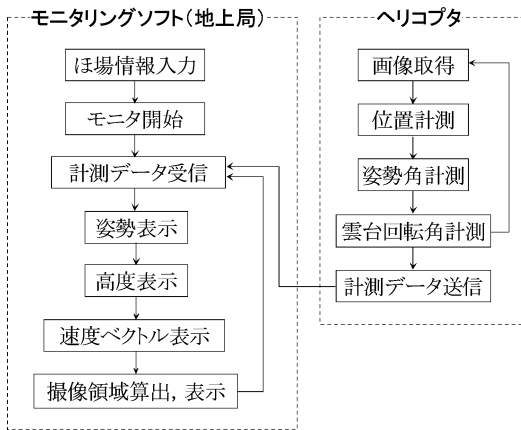 モニタリングソフト(地上局)
ほ場情報入力
モニタ開始
計測データ受信
姿勢表示
高度表示
速度ベクトル表示
撮像領域算出，表示
ヘリコプタ
画像取得
位置計測
姿勢角計測
雲台回転角計測
計測データ送信